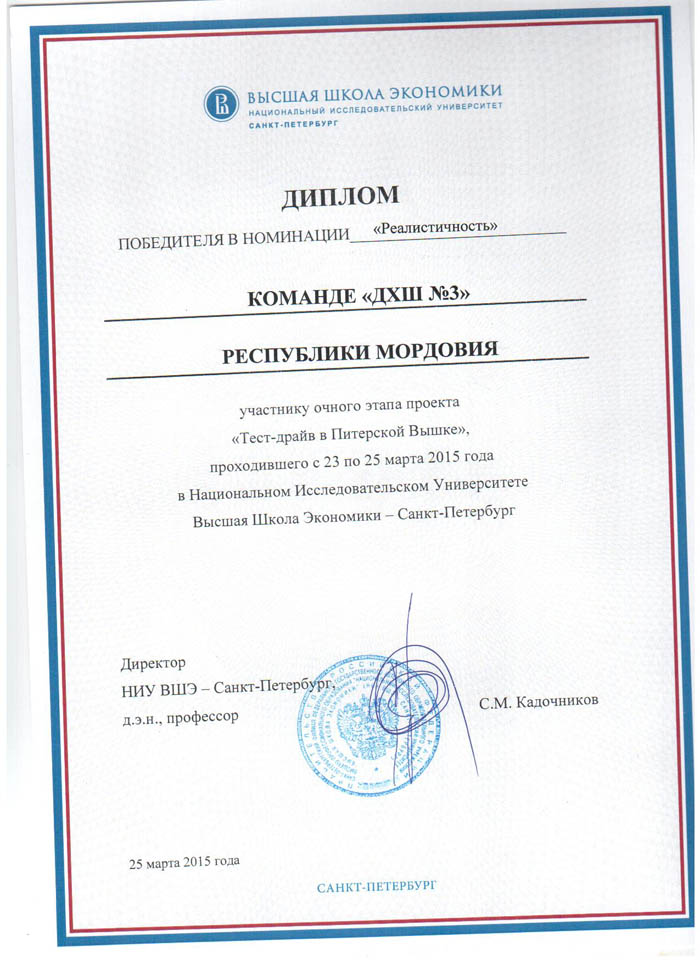 ВЫСШАЯ ШКОЛА ЭКОНОМИКИ
НАЦИОНАЛЬНЫЙ ИССЛЕДОВАТЕЛЬСКИЙ УНИВЕРСИТЕТ
САНКТ-ПЕТЕРБУРГ
ДИПЛОМ
ПОБЕДИТЕЛЯ В НОМИНАЦИИ «Реалистичность»
КОМАНДЕ «ДХШ №3»
РЕСПУБЛИКИ МОРДОВИЯ
участнику очного этапа проекта
«Тест-драйв в Питерской Вышке»,
проходившего с 23 по 25 марта 2015 года
в Национальном Исследовательском Университете
Высшая Школа Экономики – Санкт-Петербург
Директор
НИУ ВШЭ – Санкт-Петербург,
д.э.н., профессор
С.М. Кадочников
25 марта 2015 года
САНКТ-ПЕТЕРБУРГ